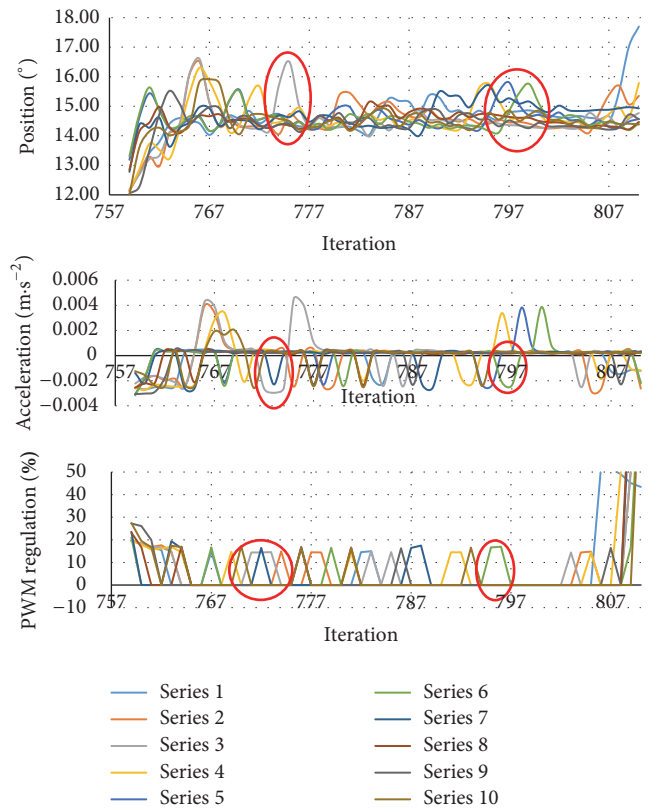 18.00
17.00
16.00
15.00
14.00
13.00
12.00
Position (°)
757 767 777 787 797 807
Iteration
0.006
0.004
0.002
0
−0.002
−0.004
Acceleration (m·s−2)
757 767 777 787 797 807
Iteration
50
40
30
20
10
0
−10
PWM regulation (%)
757 767 777 787 797 807
Iteration
Series 1
Series 2
Series 3
Series 4
Series 5
Series 6
Series 7
Series 8
Series 9
Series 10